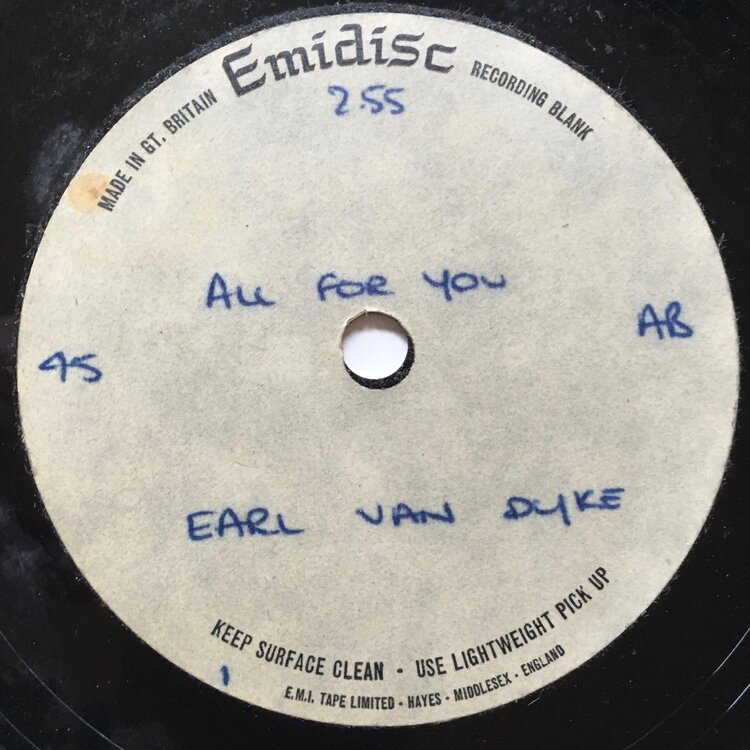 MADE IN GT. BRITAIN Emidisc RECORDING BLANK
2.55
ALL FOR YOU
45
AB
EARL VAN DYKE
KEEP SURFACE CLEAN - USE LIGHTWEIGHT PICK UP
1
E.M.I. TAPE LIMITED - HAYES - MIDDLESEX - ENGLAND